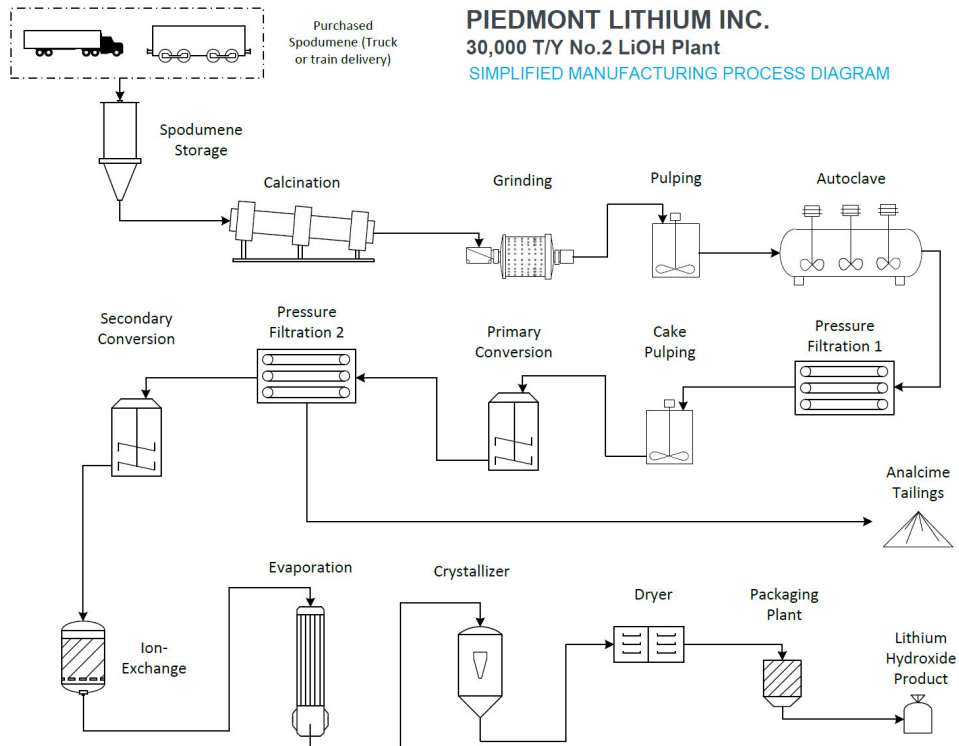 PIEDMONT LITHIUM INC.
30,000 T/Y No.2 LiOH Plant
SIMPLIFIED MANUFACTURING PROCESS DIAGRAM
Purchased
Spodumene (Truck
or train delivery)
Spodumene
Storage
Calcination
Grinding
Pulping
Autoclave
Secondary
Conversion
Pressure
Filtration 2
Primary
Conversion
Cake
Pulping
Pressure
Filtration 1
Analcime
Tailings
Ion-
Exchange
Evaporation
Crystallizer
Dryer
Packaging
Plant
Lithium
Hydroxide
Product